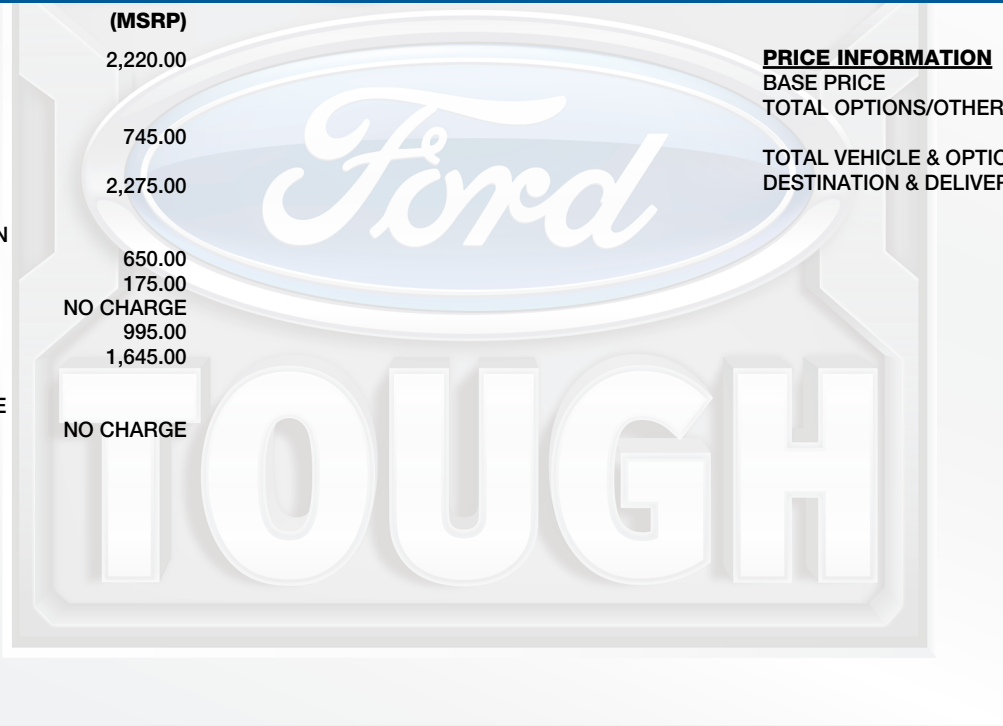 (MSRP)
2,220.00
745.00
2,275.00
N
650.00
175.00
NO CHARGE
995.00
1,645.00
E
NO CHARGE
PRICE INFORMATION
BASE PRICE
TOTAL OPTIONS/OTHER
TOTAL VEHICLE & OPTIO
DESTINATION & DELIVER
Ford
TOUGH